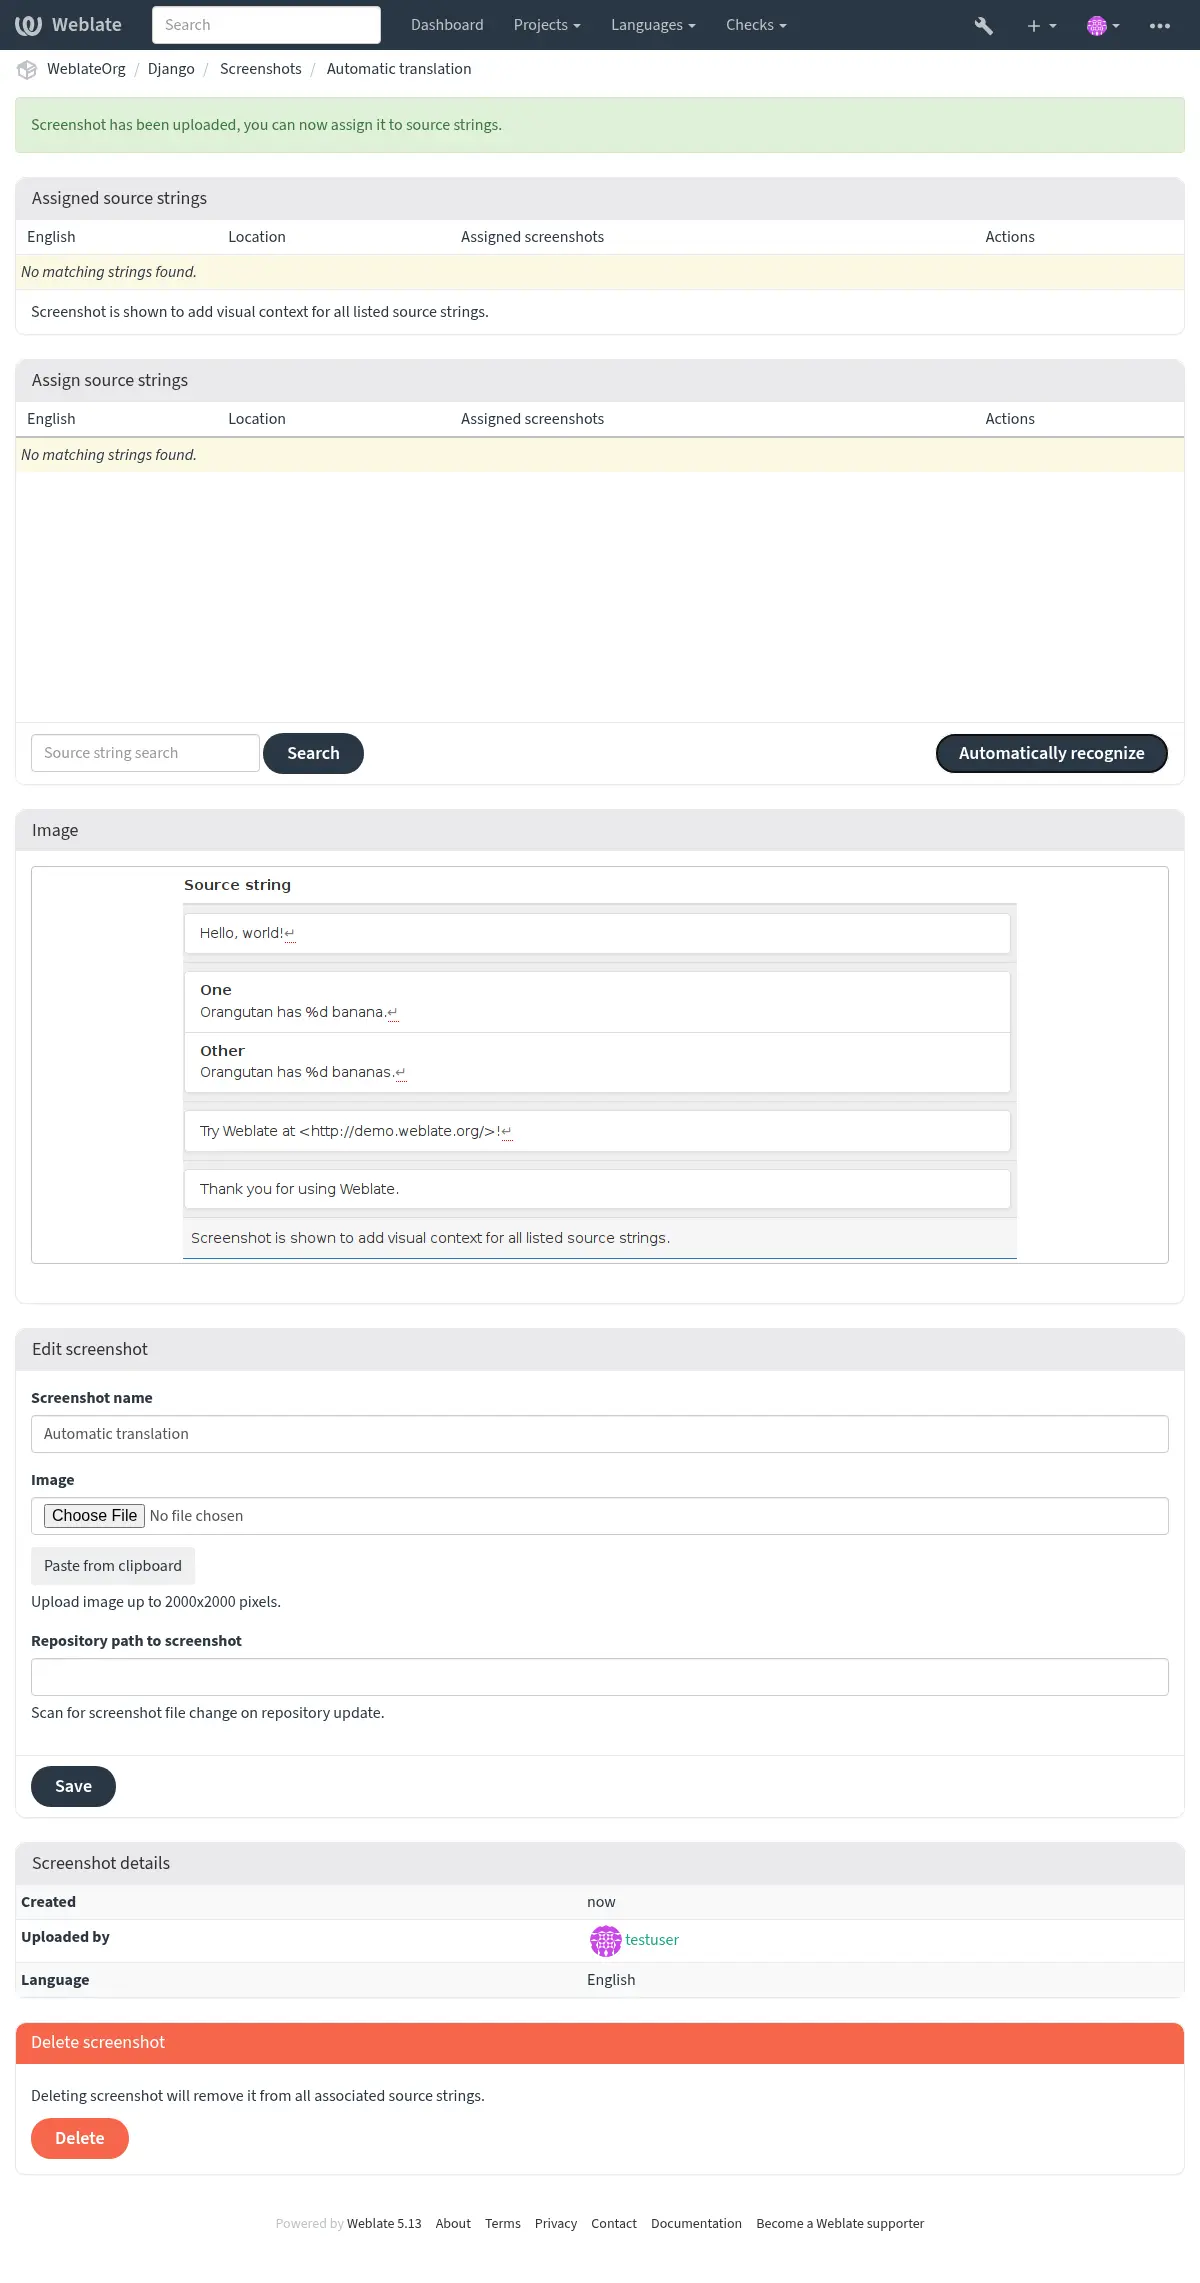 Weblate Search Dashboard Projects Languages Checks
WeblateOrg / Django / Screenshots / Automatic translation
Screenshot has been uploaded, you can now assign it to source strings.
Assigned source strings
English Location Assigned screenshots Actions
No matching strings found.
Screenshot is shown to add visual context for all listed source strings.
Assign source strings
English Location Assigned screenshots Actions
No matching strings found.
Source string search Search Automatically recognize
Image
Source string
Hello, world!↵
One
Orangutan has %d banana.↵
Other
Orangutan has %d bananas.↵
Try Weblate at <http://demo.weblate.org/>!↵
Thank you for using Weblate.
Screenshot is shown to add visual context for all listed source strings.
Edit screenshot
Screenshot name
Automatic translation
Image
Choose File No file chosen
Paste from clipboard
Upload image up to 2000x2000 pixels.
Repository path to screenshot
Scan for screenshot file change on repository update.
Save
Screenshot details
Created now
Uploaded by testuser
Language English
Delete screenshot
Deleting screenshot will remove it from all associated source strings.
Delete
Powered by Weblate 5.13 About Terms Privacy Contact Documentation Become a Weblate supporter